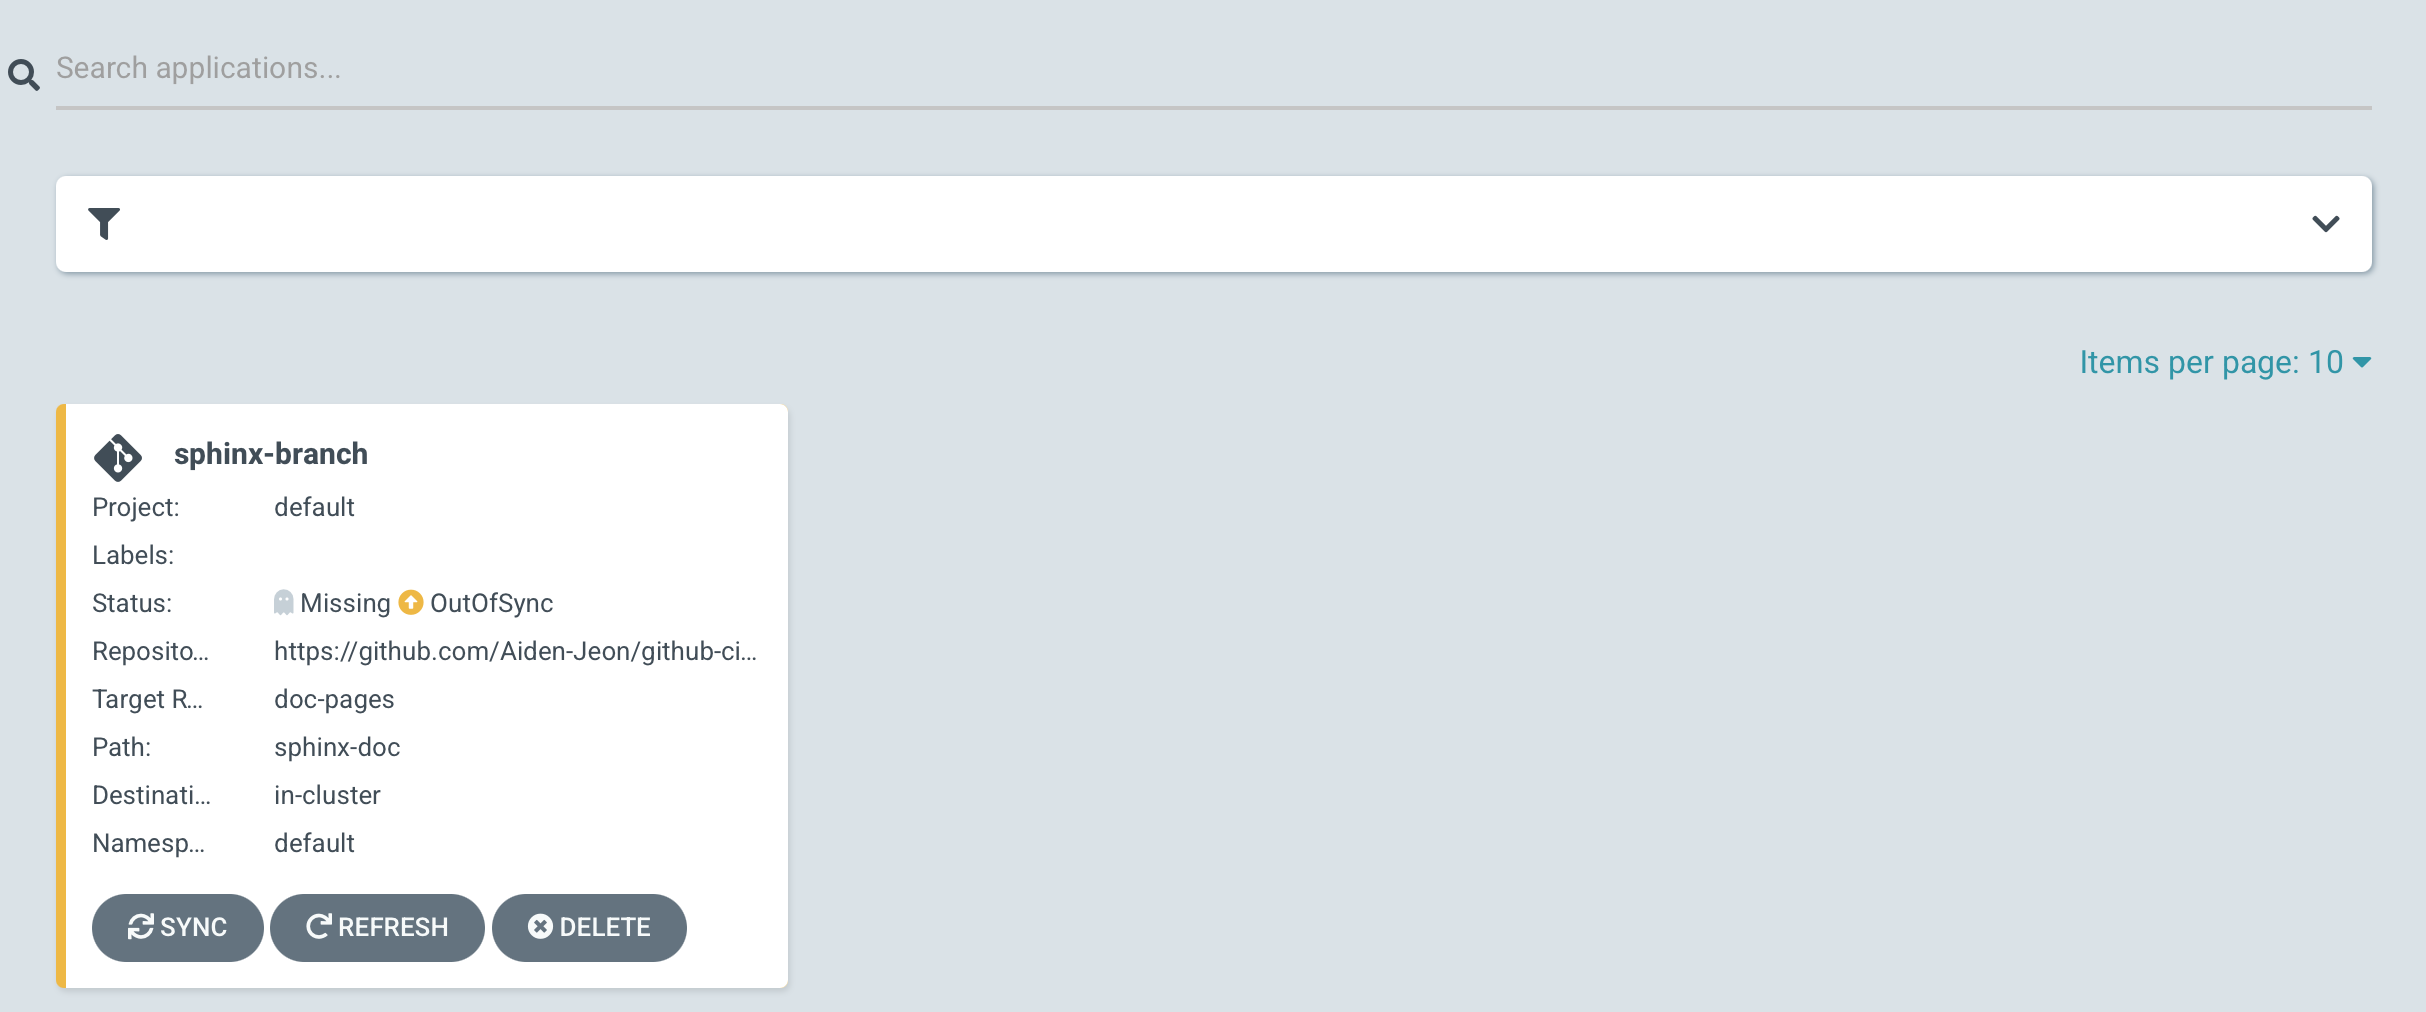 Search applications...
Items per page: 10
sphinx-branch
Project: default
Labels:
Status: Missing OutOfSync
Reposito... https://github.com/Aiden-Jeon/github-ci...
Target R... doc-pages
Path: sphinx-doc
Destinati... in-cluster
Namesp... default
SYNC REFRESH DELETE